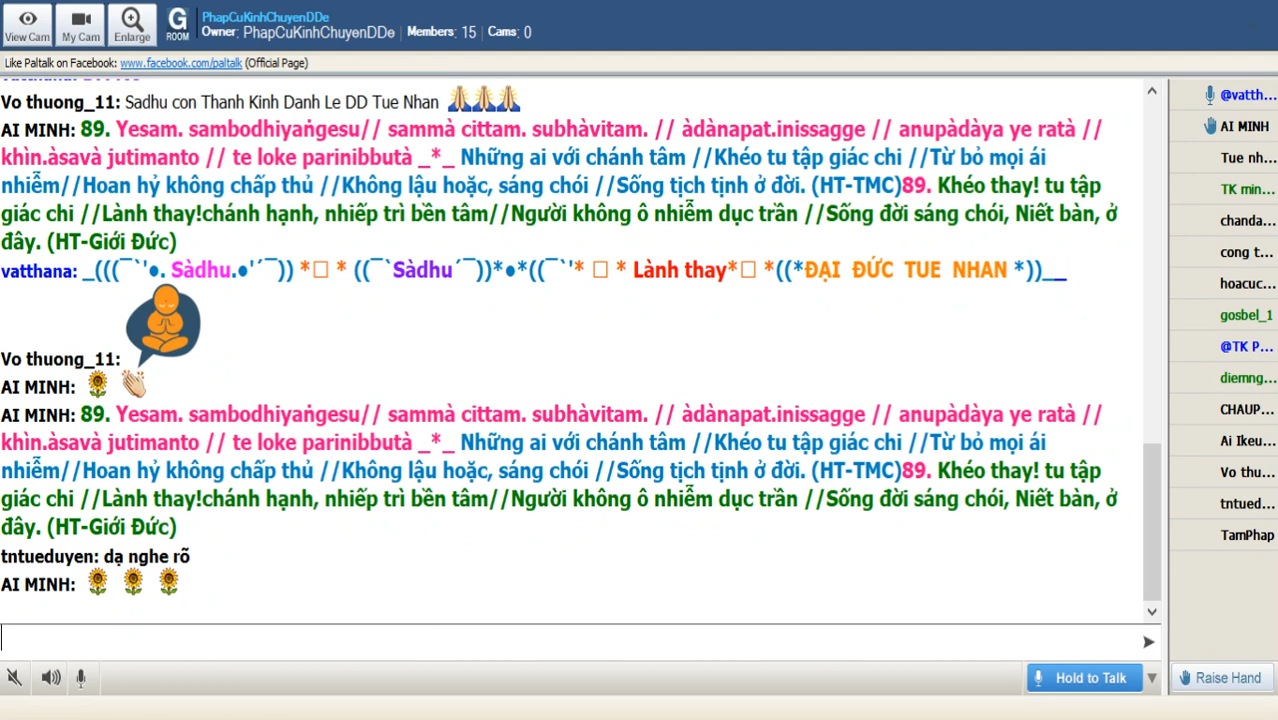 View Cam
My Cam
Enlarge
G
ROOM
PhapCuKinhChuyenDDe
Owner: PhapCuKinhChuyenDDe | Members: 15 | Cams: 0
Like Paltalk on Facebook: www.facebook.com/paltalk (Official Page)
Vo thuong_11: Sadhu con Thanh Kinh Danh Le DD Tue Nhan
AI MINH: 89. Yesam. sambodhiyaṅgesu// sammà cittam. subhàvitam. // àdànapat.inissagge // anupàdàya ye ratà //
khìn.àsavà jutimanto // te loke parinibbutà _*_ Những ai với chánh tâm //Khéo tu tập giác chi //Từ bỏ mọi ái
nhiễm//Hoan hỷ không chấp thủ //Không lậu hoặc, sáng chói //Sống tịch tịnh ở đời. (HT-TMC)89. Khéo thay! tu tập
giác chi //Lành thay!chánh hạnh, nhiếp trì bền tâm//Người không ô nhiễm dục trần //Sống đời sáng chói, Niết bàn, ở
đây. (HT-Giới Đức)
vatthana: _(((¯`'●. Sàdhu.●'´¯)) *□ * ((¯`Sàdhu´¯))*●*((¯`'* □ * Lành thay*□ *((*ĐẠI ĐỨC TUE NHAN *))__
Vo thuong_11:
AI MINH:
AI MINH: 89. Yesam. sambodhiyaṅgesu// sammà cittam. subhàvitam. // àdànapat.inissagge // anupàdàya ye ratà //
khìn.àsavà jutimanto // te loke parinibbutà _*_ Những ai với chánh tâm //Khéo tu tập giác chi //Từ bỏ mọi ái
nhiễm//Hoan hỷ không chấp thủ //Không lậu hoặc, sáng chói //Sống tịch tịnh ở đời. (HT-TMC)89. Khéo thay! tu tập
giác chi //Lành thay!chánh hạnh, nhiếp trì bền tâm//Người không ô nhiễm dục trần //Sống đời sáng chói, Niết bàn, ở
đây. (HT-Giới Đức)
tntueduyen: dạ nghe rõ
AI MINH:
Hold to Talk
@vatth...
AI MINH
Tue nh...
TK min...
chanda...
cong t...
hoacuc...
gosbel_1
@TK P...
diemng...
CHAUP...
Ai Ikeu...
Vo thu...
tntued...
TamPhap
Raise Hand